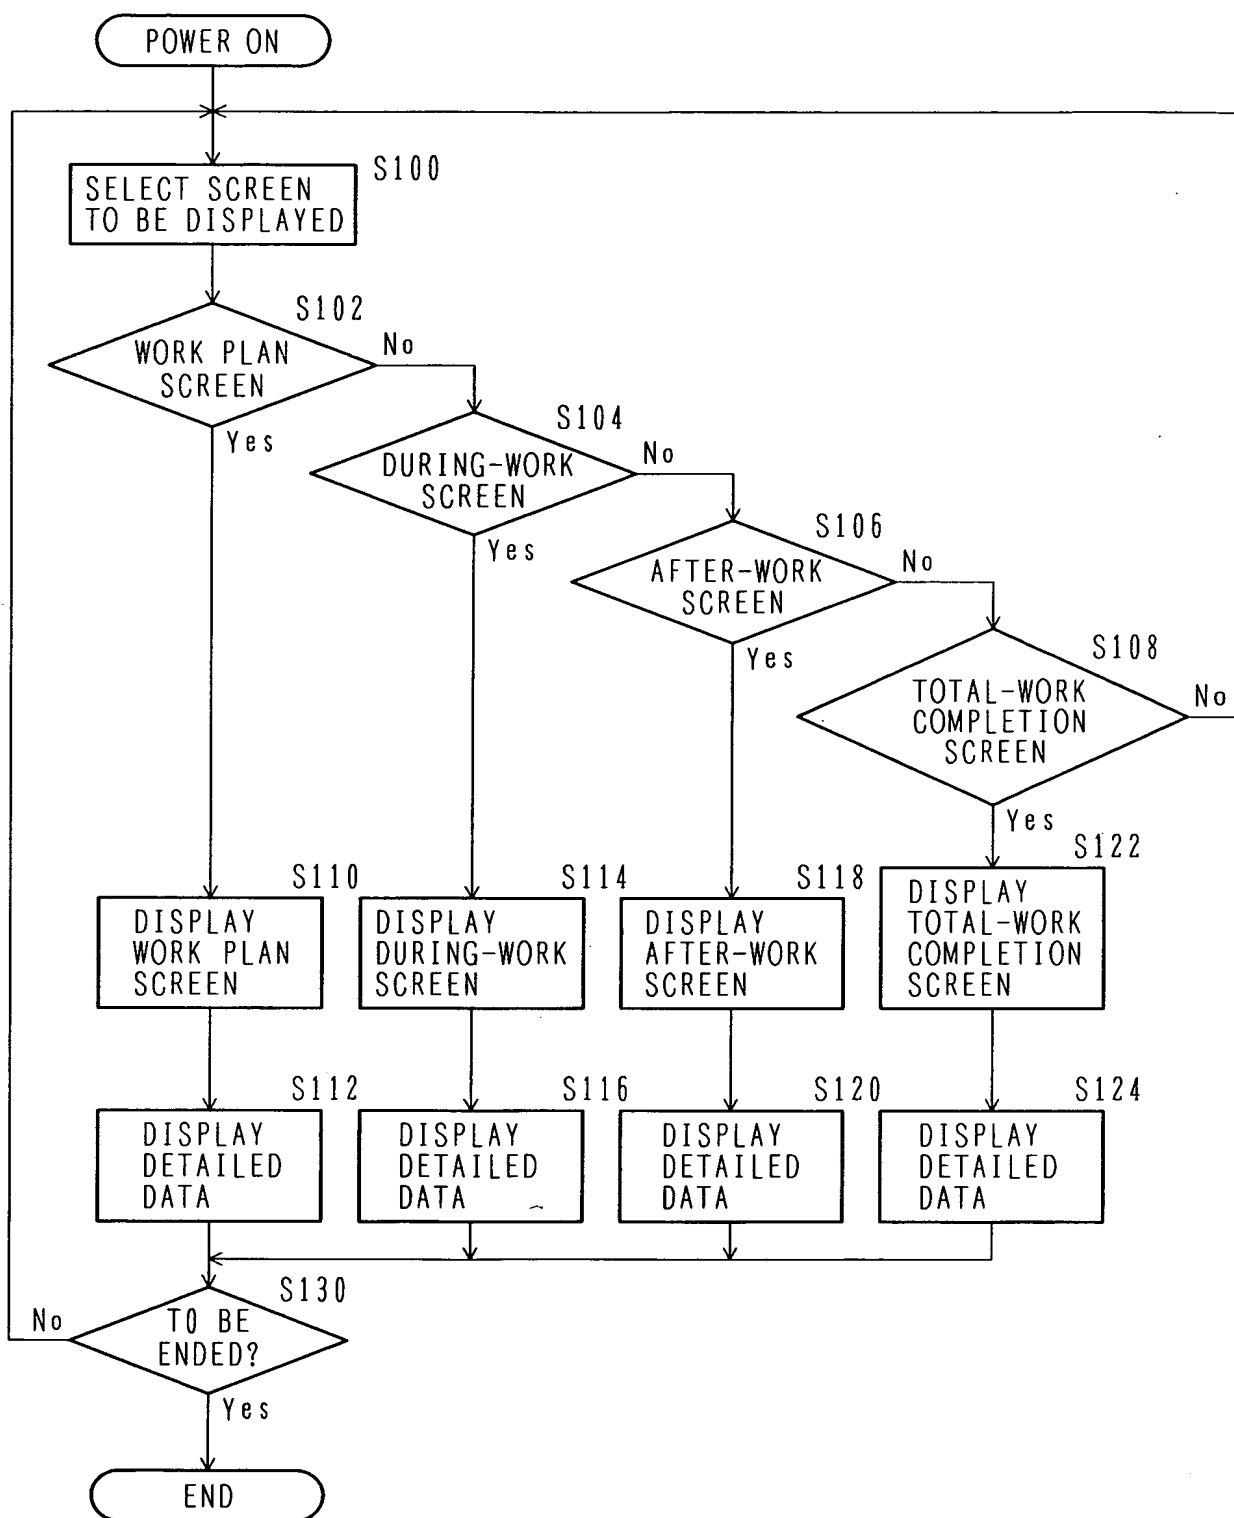 POWER ON
S100
SELECT SCREEN
TO BE DISPLAYED
S102
WORK PLAN
SCREEN
No
Yes
S104
DURING-WORK
SCREEN
No
Yes
S106
AFTER-WORK
SCREEN
No
Yes
S108
TOTAL-WORK
COMPLETION
SCREEN
No
Yes
S110
DISPLAY
WORK PLAN
SCREEN
S114
DISPLAY
DURING-WORK
SCREEN
S118
DISPLAY
AFTER-WORK
SCREEN
S122
DISPLAY
TOTAL-WORK
COMPLETION
SCREEN
S112
DISPLAY
DETAILED
DATA
S116
DISPLAY
DETAILED
DATA
S120
DISPLAY
DETAILED
DATA
S124
DISPLAY
DETAILED
DATA
S130
TO BE
ENDED?
No
Yes
END